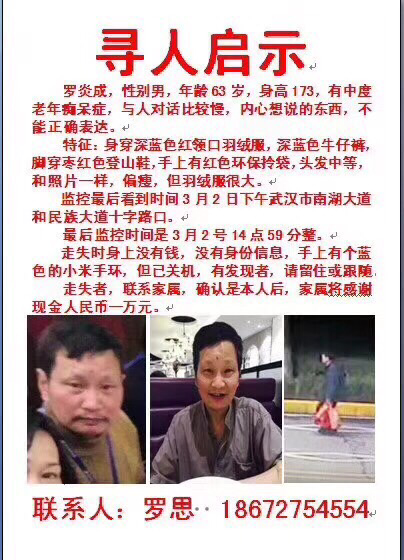 寻人启示
罗炎成，性别男，年龄63岁，身高173，有中度
老年痴呆症，与人对话比较慢，内心想说的东西，不
能正确表达。
特征：身穿深蓝色红领口羽绒服，深蓝色牛仔裤，
脚穿枣红色登山鞋,手上有红色环保拎袋,头发中等，
和照片一样，偏瘦，但羽绒服很大。
监控最后看到时间3月2日下午武汉市南湖大道
和民族大道十字路口。
最后监控时间是3月2号14点59分整。
走失时身上没有钱，没有身份信息，手上有个蓝
色的小米手环，但已关机，有发现者，请留住或跟随
走失者，联系家属，确认是本人后，家属将感谢
现金人民币一万元。
联系人：罗思 18672754554